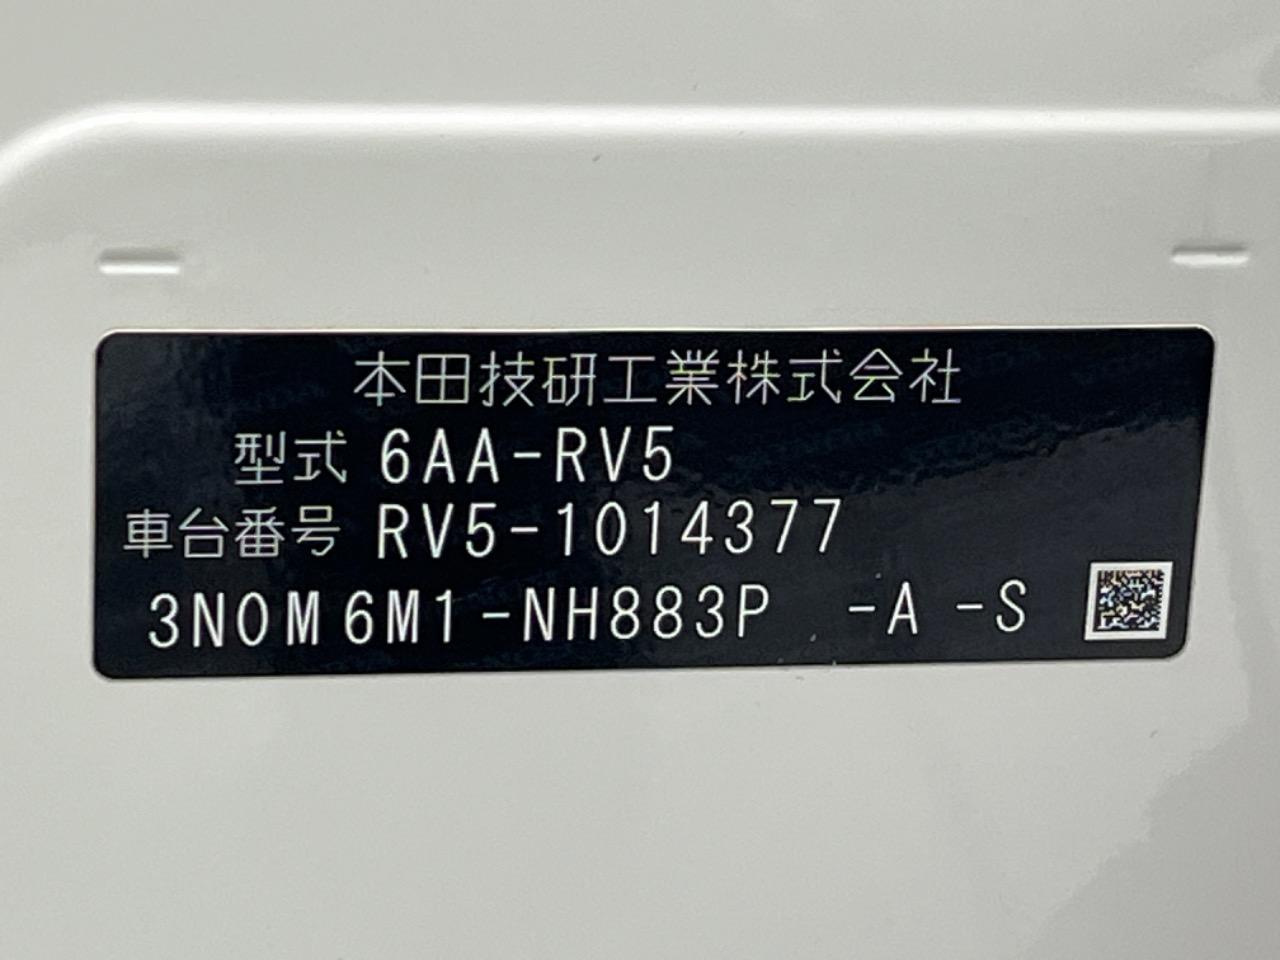 本田技研工業株式会社
型式 6AA-RV5
車台番号 RV5-1014377
3N0M6M1-NH883P -A -S